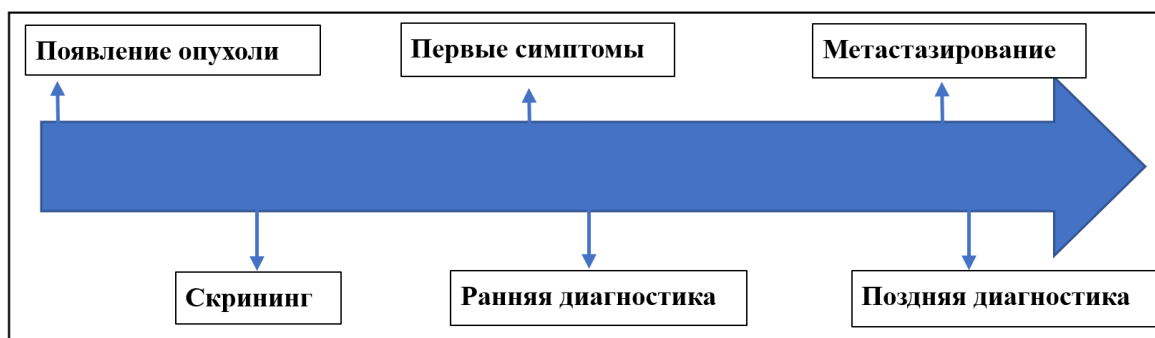 Появление опухоли
Первые симптомы
Метастазирование
Скрининг
Ранняя диагностика
Поздняя диагностика